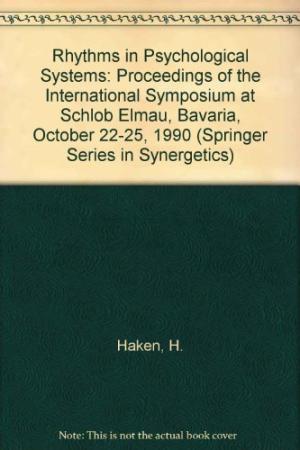 Rhythms in Psychological
Systems: Proceedings of the
International Symposium at
Schlob Elmau, Bavaria,
October 22-25, 1990 (Springer
Series in Synergetics)
Haken, H.
Note: This is not the actual book cover